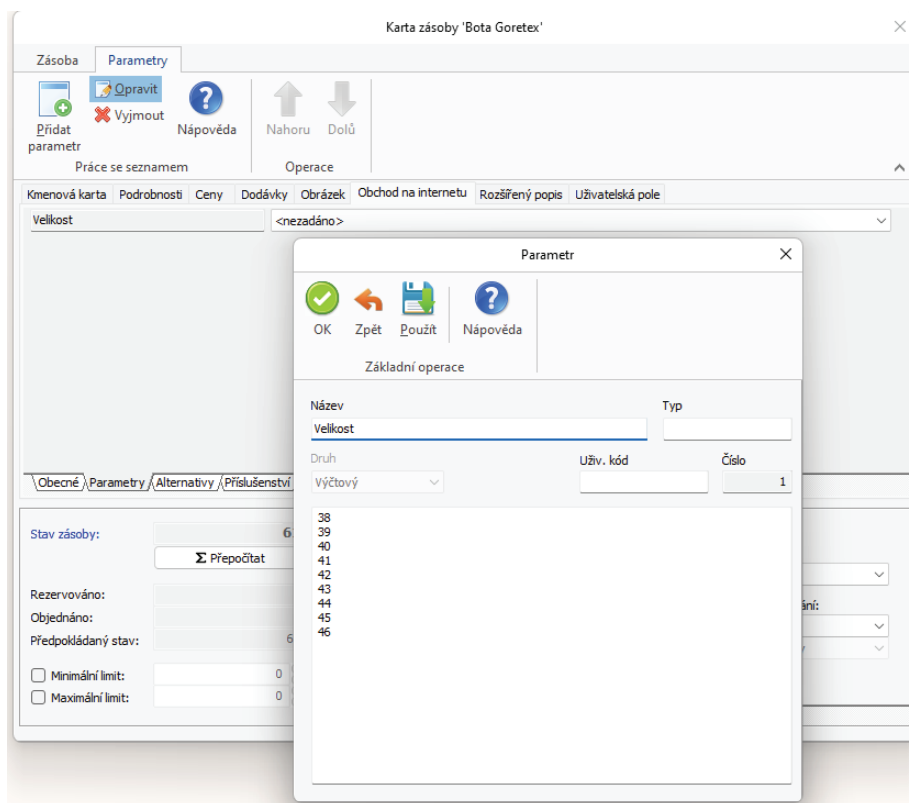 Karta zásoby 'Bota Goretex'
Zásoba Parametry
Přidat parametr
Opravit
Vyjmout
Nápověda
Nahoru Dolů
Práce se seznamem Operace
Kmenová karta Podrobnosti Ceny Dodávky Obrázek Obchod na internetu Rozšířený popis Uživatelská pole
Velikost <nezadáno>
Parametr
OK Zpět Použít Nápověda
Základní operace
Název Typ
Velikost
Druh Uživ. kód Číslo
Výčtový 1
38
39
40
41
42
43
44
45
46
Obecné Parametry Alternativy Příslušenství
Stav zásoby: 6
Σ Přepočítat
Rezervováno:
Objednáno:
Předpokládaný stav: 6
Minimální limit: 0
Maximální limit: 0
ání: